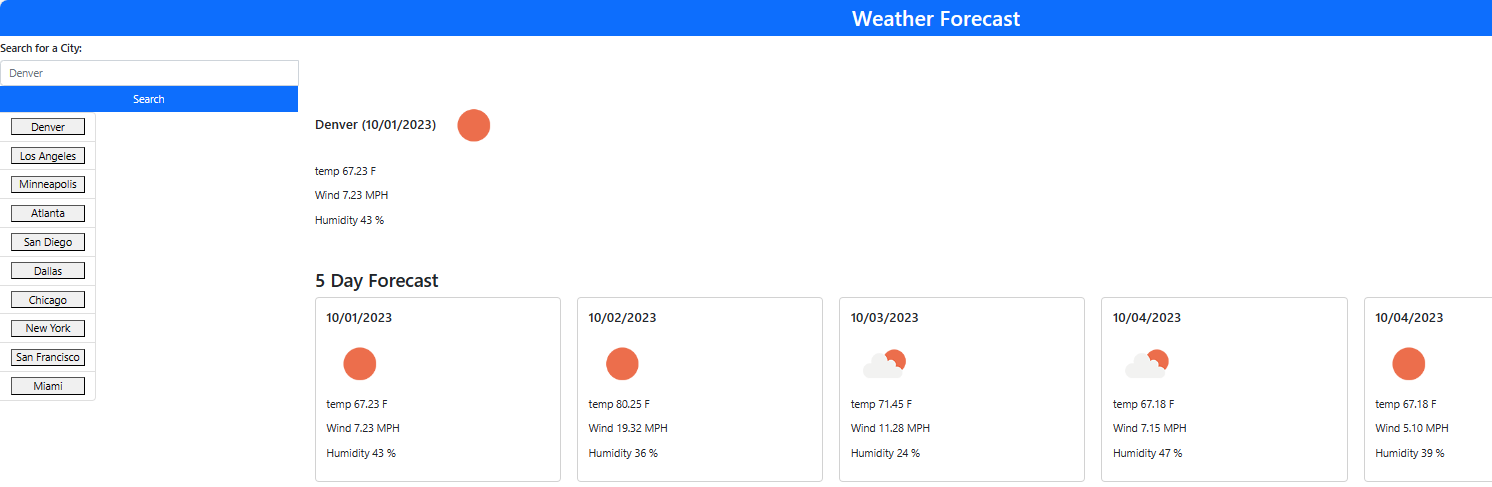 Weather Forecast
Search for a City:
Denver
Search
Denver
Los Angeles
Minneapolis
Atlanta
San Diego
Dallas
Chicago
New York
San Francisco
Miami
Denver (10/01/2023)
temp 67.23 F
Wind 7.23 MPH
Humidity 43 %
5 Day Forecast
10/01/2023
temp 67.23 F
Wind 7.23 MPH
Humidity 43 %
10/02/2023
temp 80.25 F
Wind 19.32 MPH
Humidity 36 %
10/03/2023
temp 71.45 F
Wind 11.28 MPH
Humidity 24 %
10/04/2023
temp 67.18 F
Wind 7.15 MPH
Humidity 47 %
10/04/2023
temp 67.18 F
Wind 5.10 MPH
Humidity 39 %